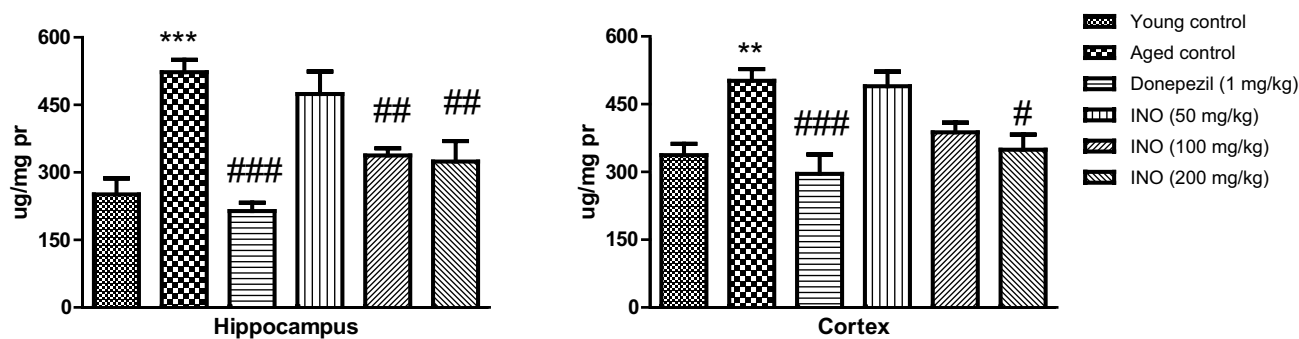 600
450
300
150
0
ug/mg pr
***
###
##
##
Hippocampus
600
450
300
150
0
ug/mg pr
**
###
#
Cortex
Young control
Aged control
Donepezil (1 mg/kg)
INO (50 mg/kg)
INO (100 mg/kg)
INO (200 mg/kg)